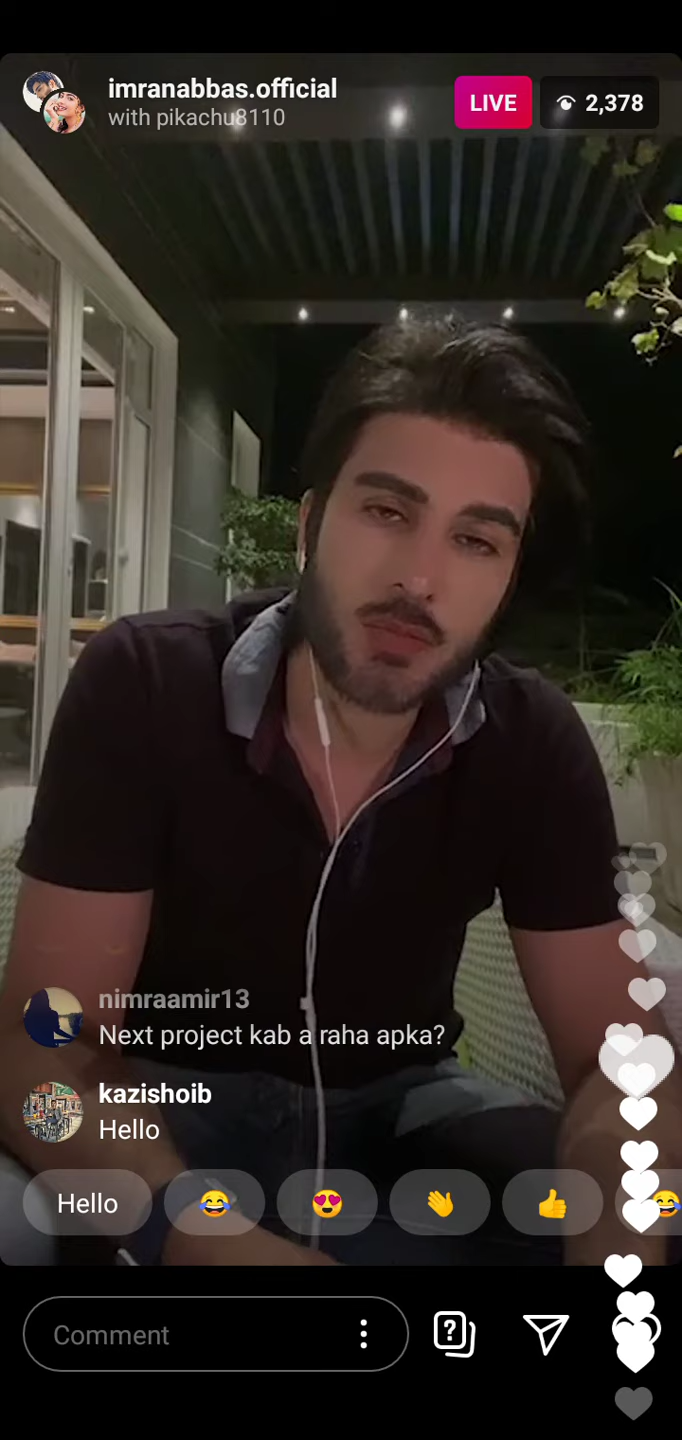 imranabbas.official
with pikachu8110
LIVE
2,378
nimraamir13
Next project kab a raha apka?
kazishoib
Hello
Hello
Comment